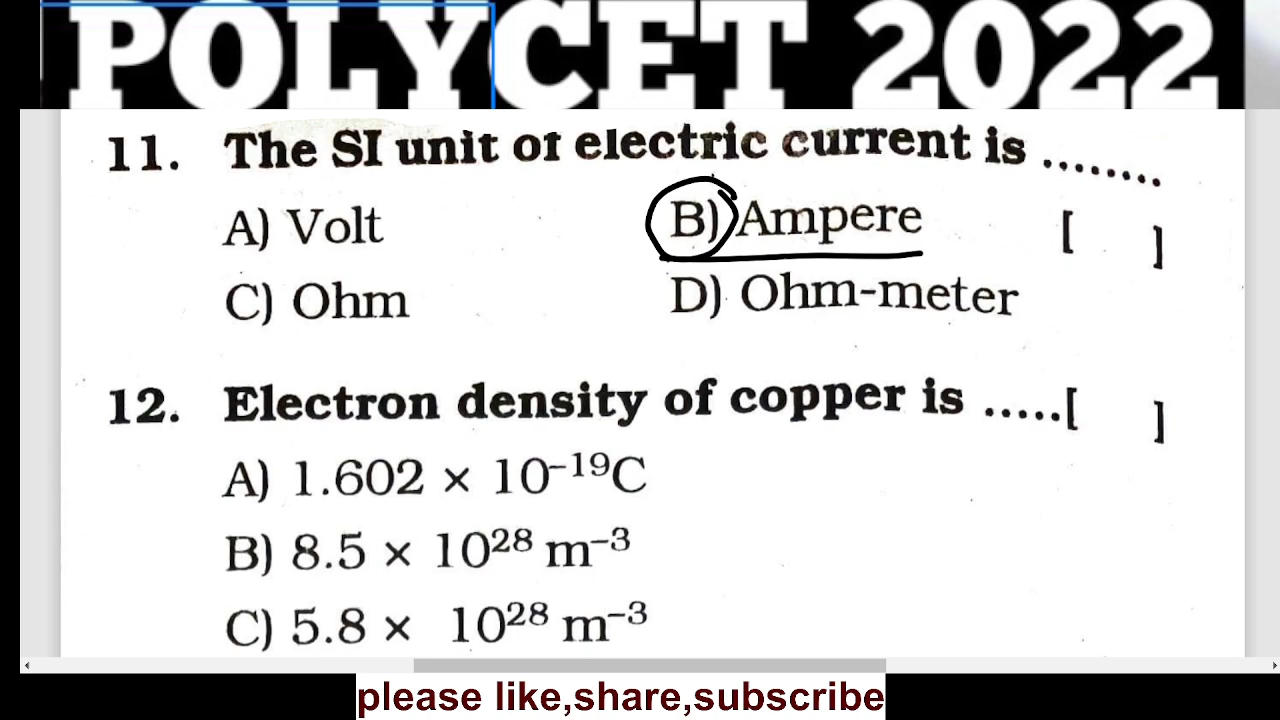 POLYCET 2022
11. The SI unit of electric current is ........
A) Volt B) Ampere [ ]
C) Ohm D) Ohm-meter
12. Electron density of copper is .....[ ]
A) 1.602 × 10⁻¹⁹C
B) 8.5 × 10²⁸ m⁻³
C) 5.8 × 10²⁸ m⁻³
please like,share,subscribe